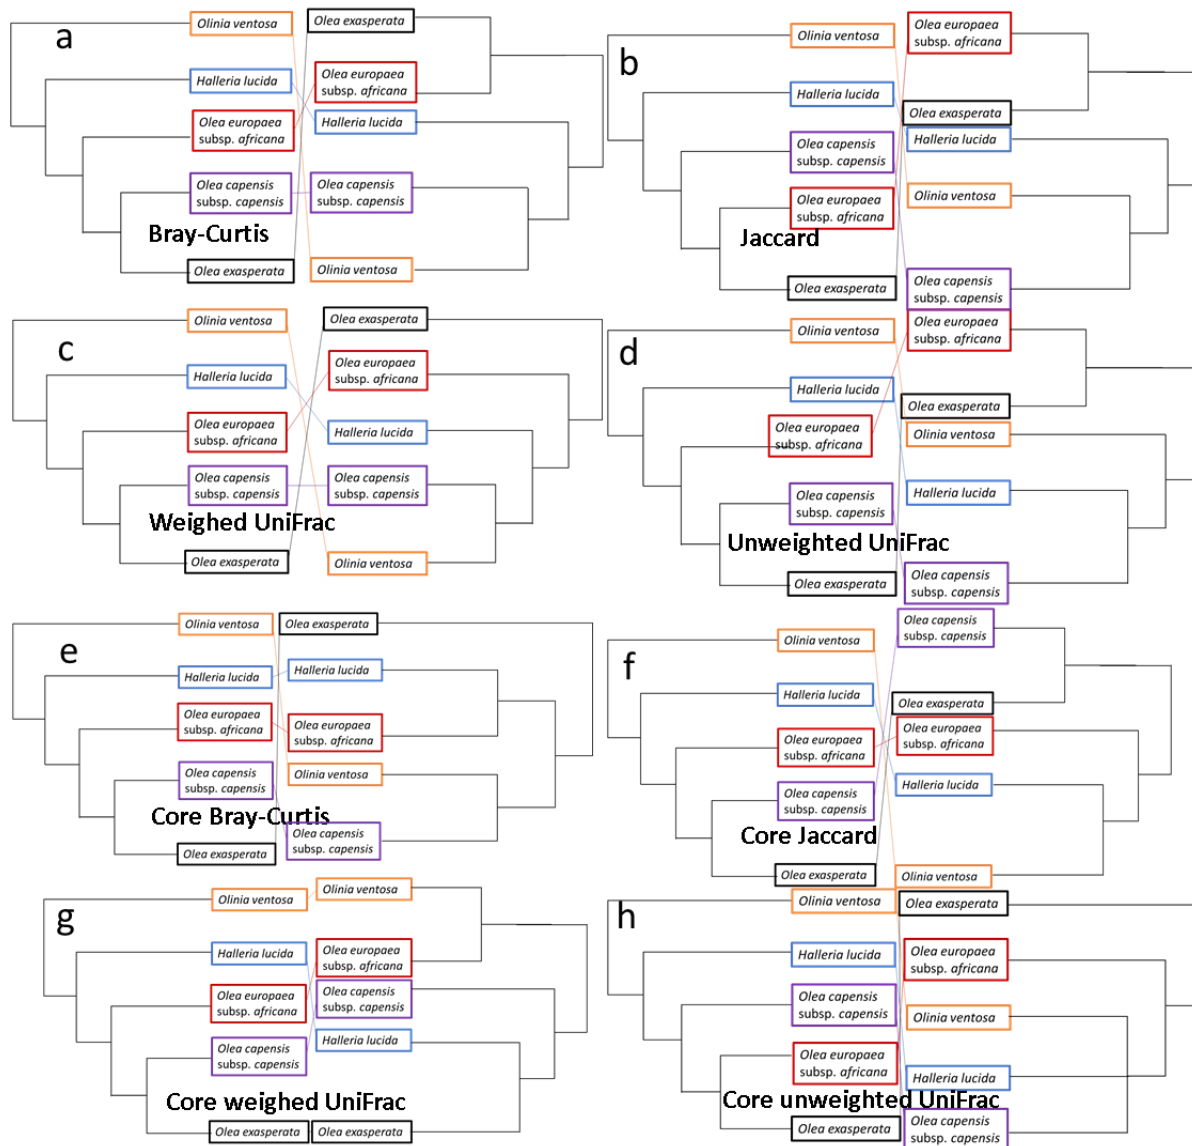 a
Olinia ventosa
Olea exasperata
Halleria lucida
Olea europaea
subsp. africana
Olea europaea
subsp. africana
Halleria lucida
Olea capensis
subsp. capensis
Olea capensis
subsp. capensis
Bray-Curtis
Olea exasperata
Olinia ventosa
b
Olinia ventosa
Olea europaea
subsp. africana
Halleria lucida
Olea exasperata
Halleria lucida
Olea capensis
subsp. capensis
Olea europaea
subsp. africana
Olinia ventosa
Jaccard
Olea exasperata
Olea capensis
subsp. capensis
c
Olinia ventosa
Olea exasperata
Halleria lucida
Olea europaea
subsp. africana
Olea europaea
subsp. africana
Halleria lucida
Olea capensis
subsp. capensis
Olea capensis
subsp. capensis
Weighed UniFrac
Olea exasperata
Olinia ventosa
d
Olinia ventosa
Olea europaea
subsp. africana
Halleria lucida
Olea exasperata
Olea europaea
subsp. africana
Olinia ventosa
Halleria lucida
Olea capensis
subsp. capensis
Unweighted UniFrac
Olea exasperata
Olea capensis
subsp. capensis
e
Olinia ventosa
Olea exasperata
Halleria lucida
Halleria lucida
Olea europaea
subsp. africana
Olea europaea
subsp. africana
Olea capensis
subsp. capensis
Olinia ventosa
Core Bray-Curtis
Olea capensis
subsp. capensis
Olea exasperata
f
Olinia ventosa
Olea capensis
subsp. capensis
Halleria lucida
Olea exasperata
Olea europaea
subsp. africana
Olea europaea
subsp. africana
Olea capensis
subsp. capensis
Halleria lucida
Core Jaccard
Olea exasperata
Olinia ventosa
g
Olinia ventosa
Olinia ventosa
Halleria lucida
Olea europaea
subsp. africana
Olea europaea
subsp. africana
Olea capensis
subsp. capensis
Olea capensis
subsp. capensis
Halleria lucida
Core weighed UniFrac
Olea exasperata
Olea exasperata
h
Olinia ventosa
Olea exasperata
Halleria lucida
Olea europaea
subsp. africana
Olea capensis
subsp. capensis
Olinia ventosa
Olea europaea
subsp. africana
Halleria lucida
Core unweighted UniFrac
Olea exasperata
Olea capensis
subsp. capensis